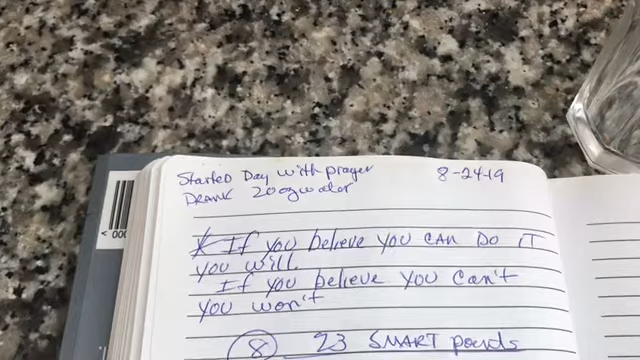 Started Day with prayer 8-24-19
DRANK 20oz water
* If you believe you CAN DO IT
you will.
If you believe you can't
you won't
8 23 SMART pounds
000